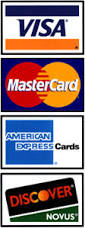 VISA
MasterCard
AMERICAN
EXPRESS Cards
DISCOVER
NOVUS